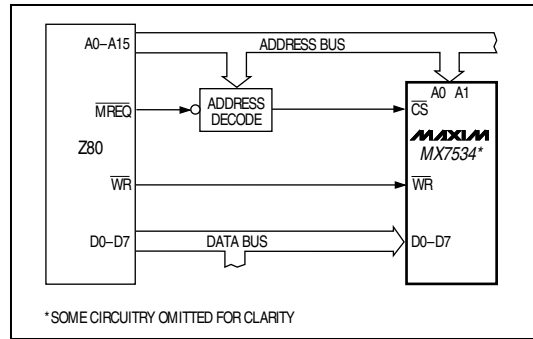 A0–A15
ADDRESS BUS
A0 A1
MREQ
ADDRESS
DECODE
CS
MAXIM
MX7534*
Z80
WR
WR
D0–D7
DATA BUS
D0–D7
*SOME CIRCUITRY OMITTED FOR CLARITY